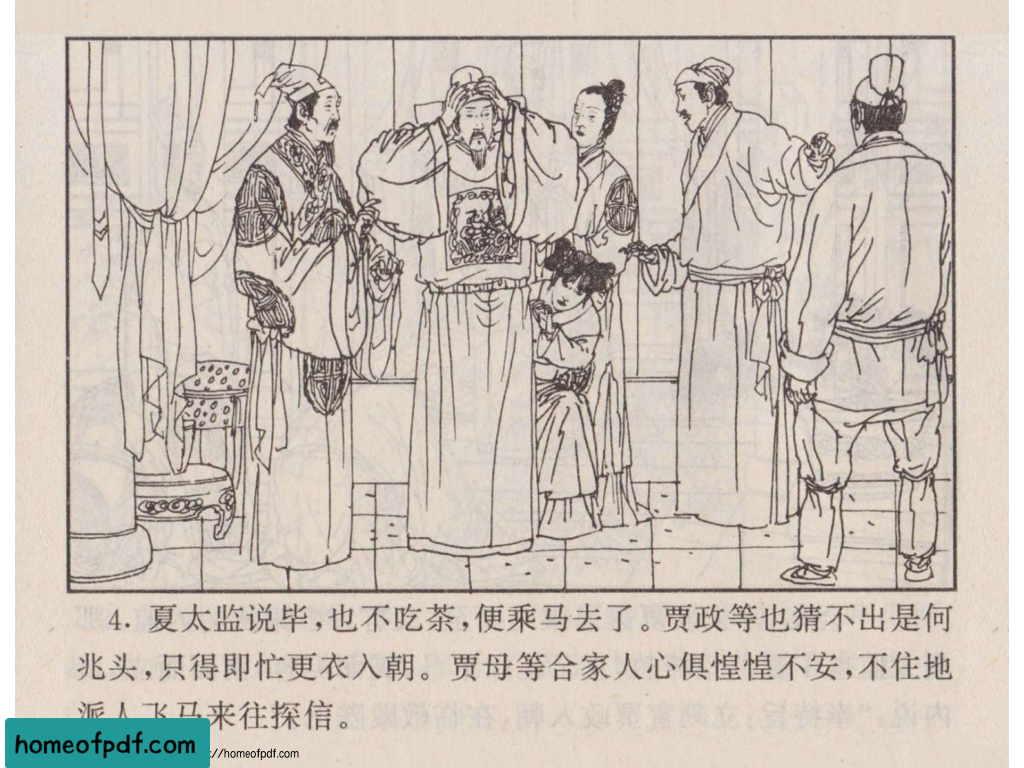 4. 夏太监说毕,也不吃茶,便乘马去了。贾政等也猜不出是何
兆头,只得即忙更衣入朝。贾母等合家人心俱惶惶不安,不住地
派人飞马来往探信。
homeofpdf.com
://homeofpdf.com